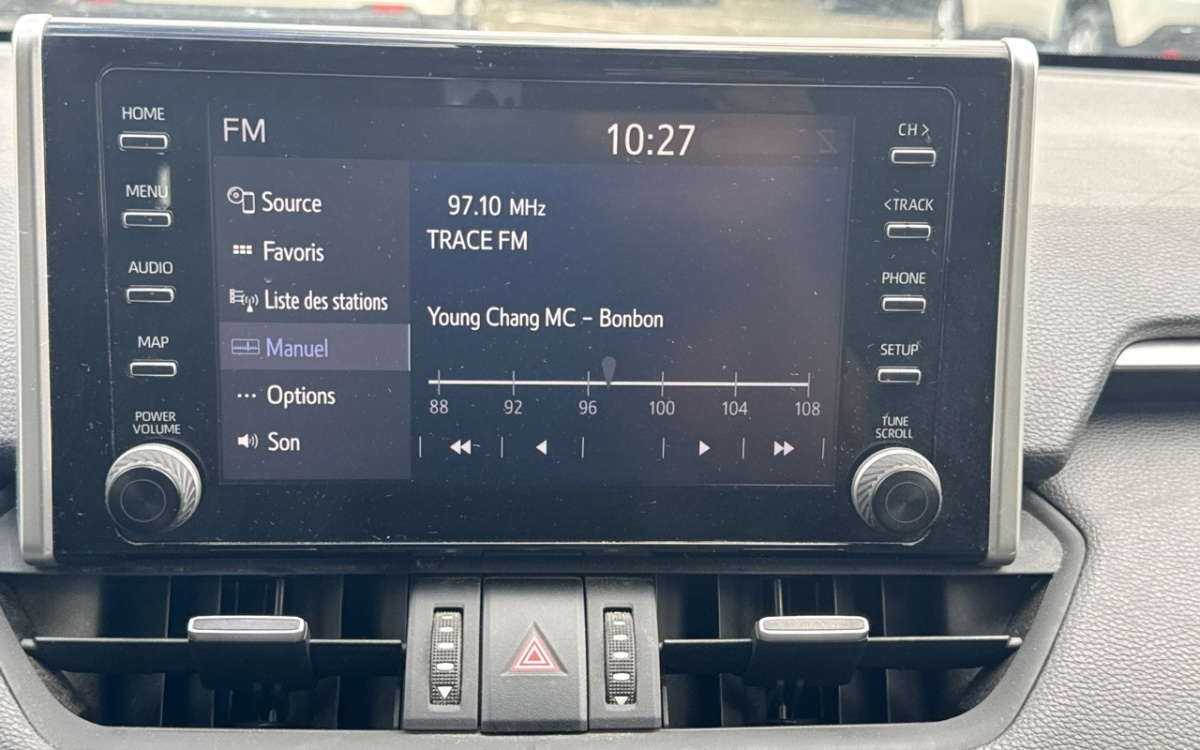 HOME
MENU
AUDIO
MAP
POWER
VOLUME
FM
10:27
Source
Favoris
Liste des stations
Manuel
Options
Son
97.10 MHz
TRACE FM
Young Chang MC – Bonbon
88 92 96 100 104 108
CH >
< TRACK
PHONE
SETUP
TUNE
SCROLL